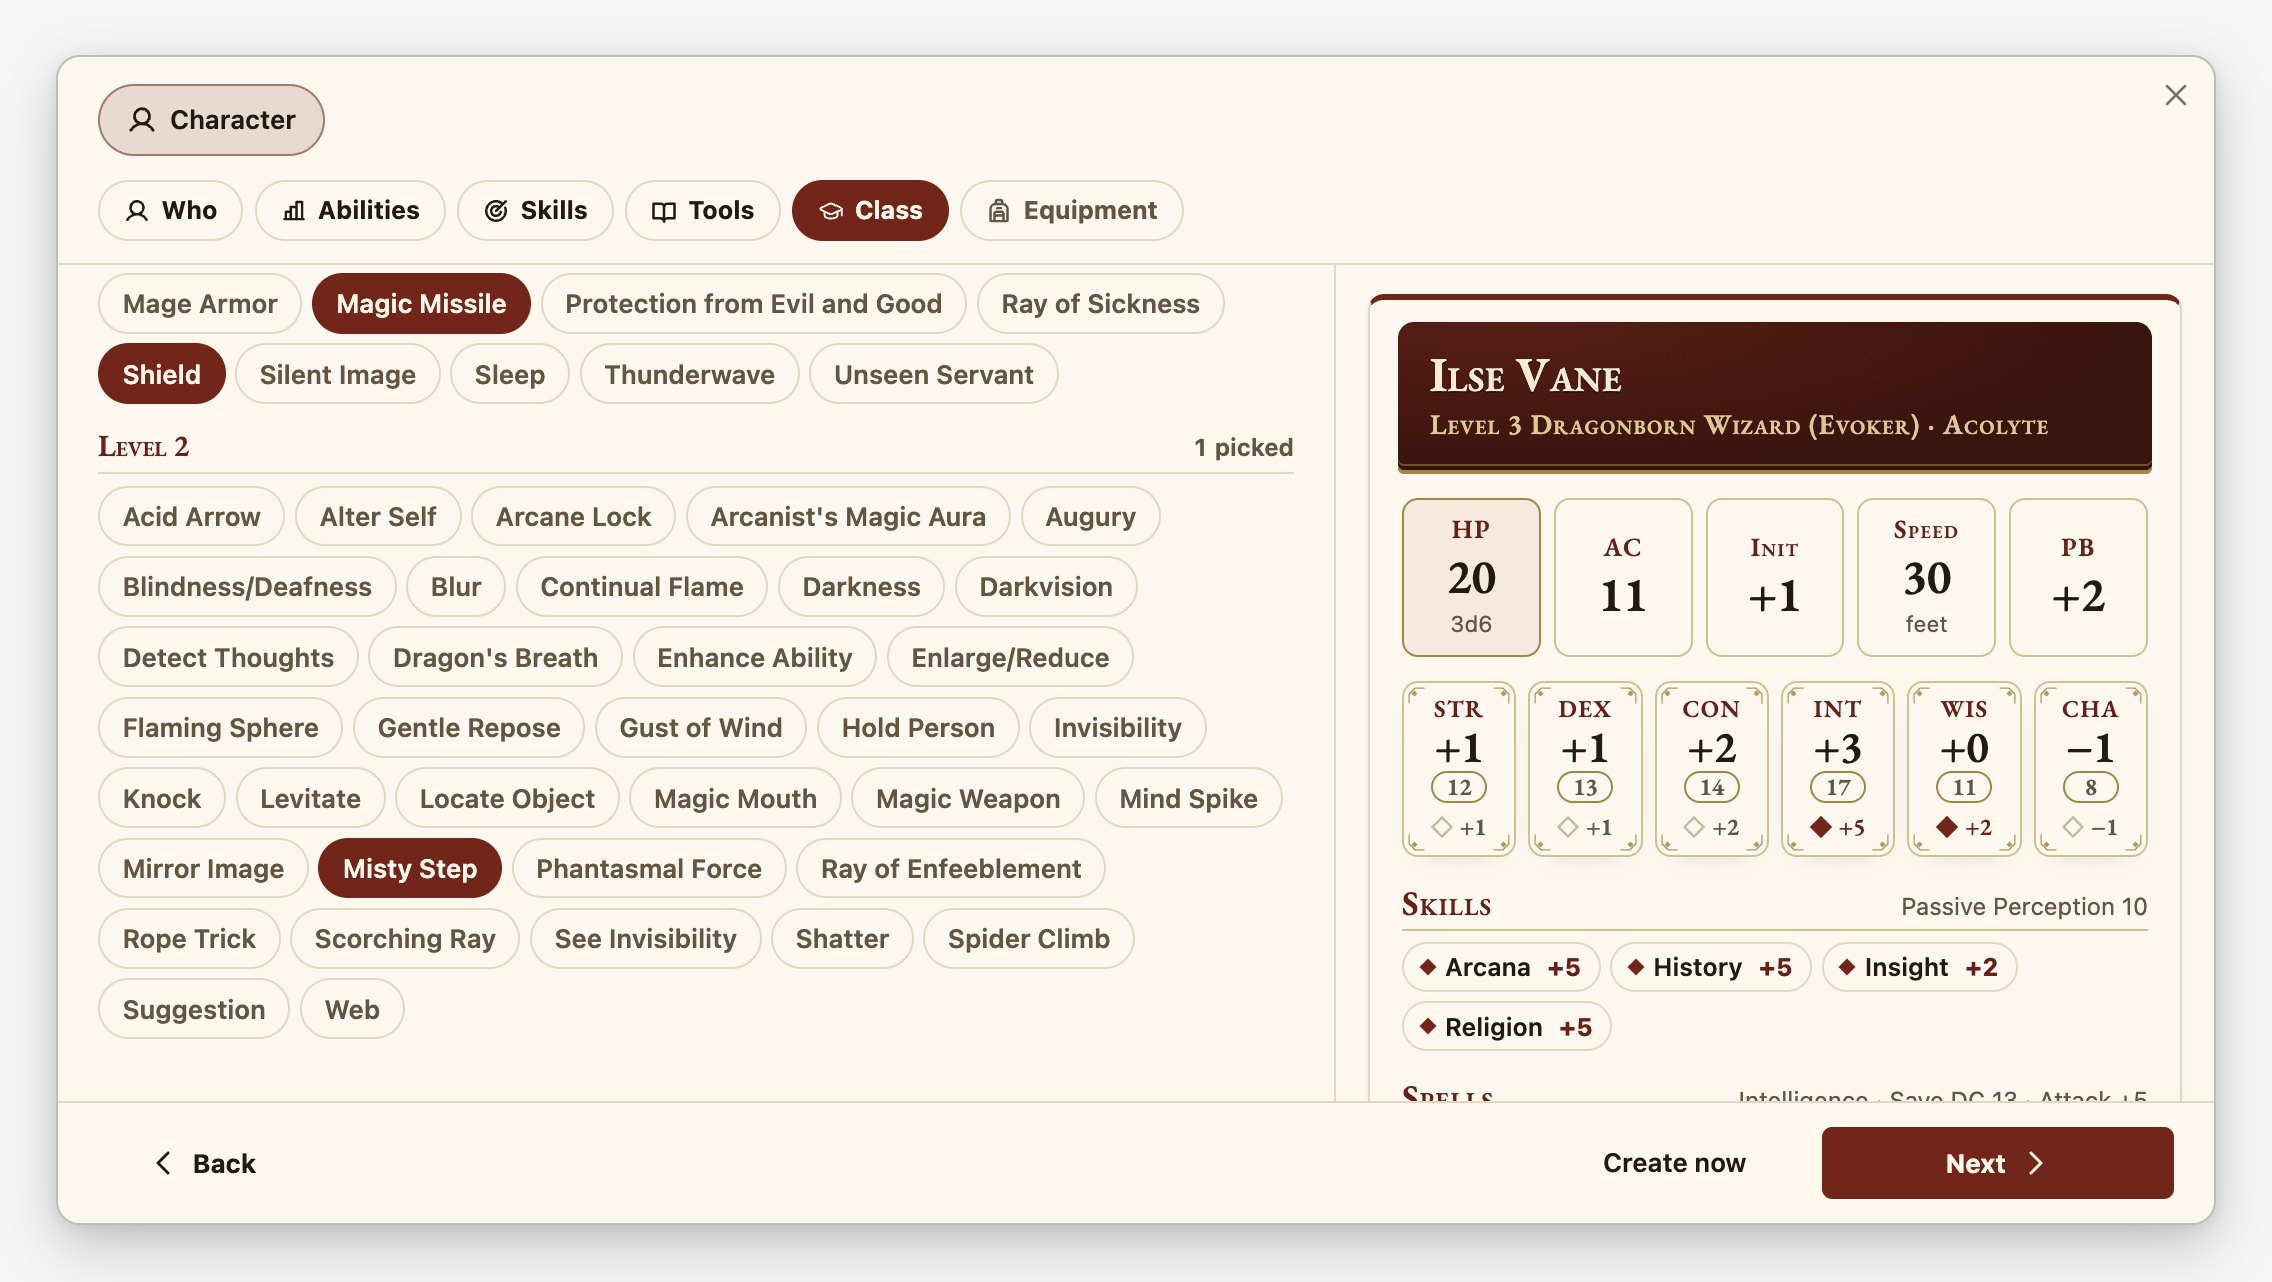 Character
Who Abilities Skills Tools Class Equipment
Mage Armor Magic Missile Protection from Evil and Good Ray of Sickness
Shield Silent Image Sleep Thunderwave Unseen Servant
Level 2 1 picked
Acid Arrow Alter Self Arcane Lock Arcanist's Magic Aura Augury
Blindness/Deafness Blur Continual Flame Darkness Darkvision
Detect Thoughts Dragon's Breath Enhance Ability Enlarge/Reduce
Flaming Sphere Gentle Repose Gust of Wind Hold Person Invisibility
Knock Levitate Locate Object Magic Mouth Magic Weapon Mind Spike
Mirror Image Misty Step Phantasmal Force Ray of Enfeeblement
Rope Trick Scorching Ray See Invisibility Shatter Spider Climb
Suggestion Web
Ilse Vane
Level 3 Dragonborn Wizard (Evoker) · Acolyte
HP AC Init Speed PB
20 11 +1 30 +2
3d6 feet
STR DEX CON INT WIS CHA
+1 +1 +2 +3 +0 −1
12 13 14 17 11 8
+1 +1 +2 +5 +2 −1
Skills Passive Perception 10
Arcana +5 History +5 Insight +2
Religion +5
Spells Intelligence · Save DC 13 · Attack +5
Back Create now Next